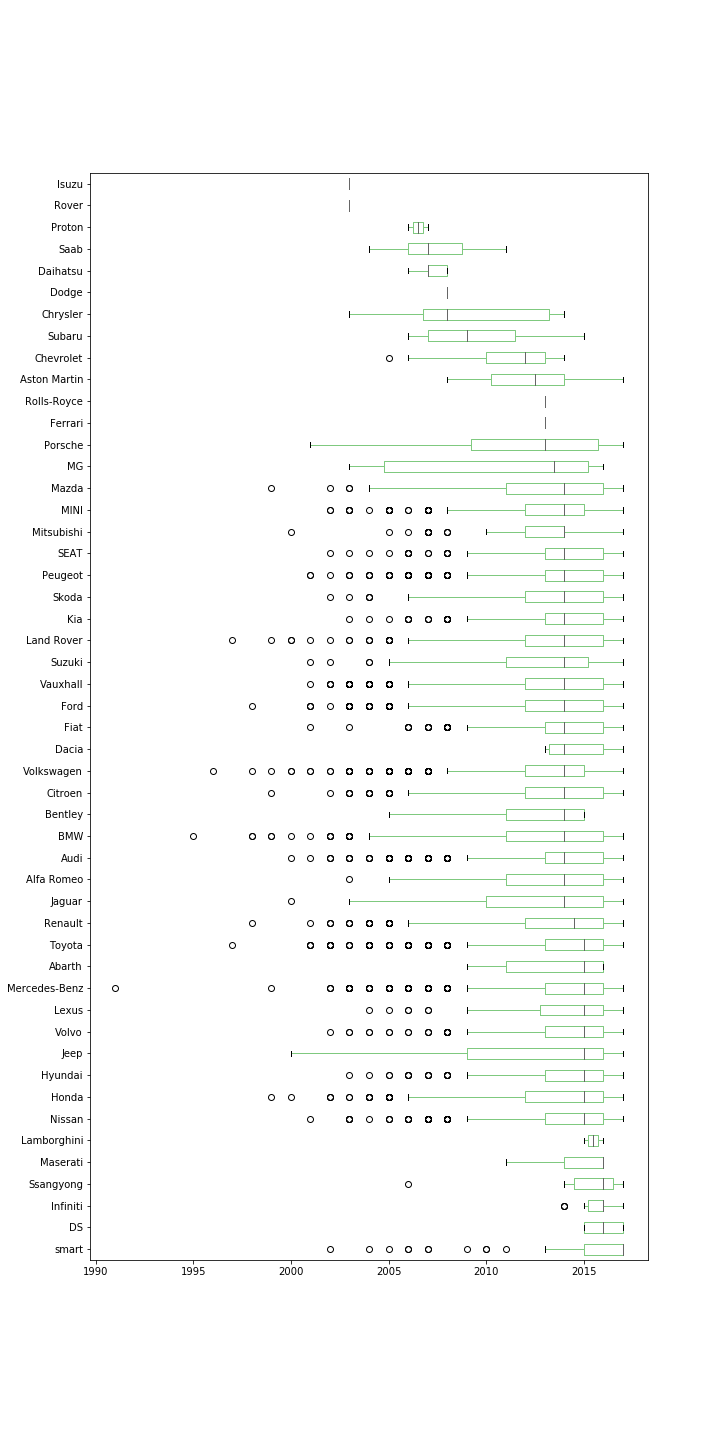 Isuzu
Rover
Proton
Saab
Daihatsu
Dodge
Chrysler
Subaru
Chevrolet
Aston Martin
Rolls-Royce
Ferrari
Porsche
MG
Mazda
MINI
Mitsubishi
SEAT
Peugeot
Skoda
Kia
Land Rover
Suzuki
Vauxhall
Ford
Fiat
Dacia
Volkswagen
Citroen
Bentley
BMW
Audi
Alfa Romeo
Jaguar
Renault
Toyota
Abarth
Mercedes-Benz
Lexus
Volvo
Jeep
Hyundai
Honda
Nissan
Lamborghini
Maserati
Ssangyong
Infiniti
DS
smart
1990 1995 2000 2005 2010 2015